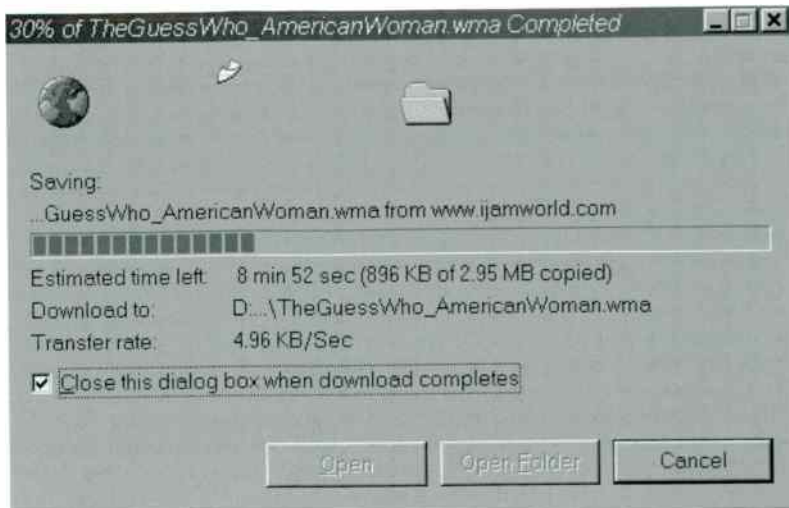 30% of TheGuessWho_AmericanWoman.wma Completed
Saving:
...GuessWho_AmericanWoman.wma from www.ijamworld.com
Estimated time left: 8 min 52 sec (896 KB of 2.95 MB copied)
Download to: D:...\TheGuessWho_AmericanWoman.wma
Transfer rate: 4.96 KB/Sec
Close this dialog box when download completes
Open Open Folder Cancel